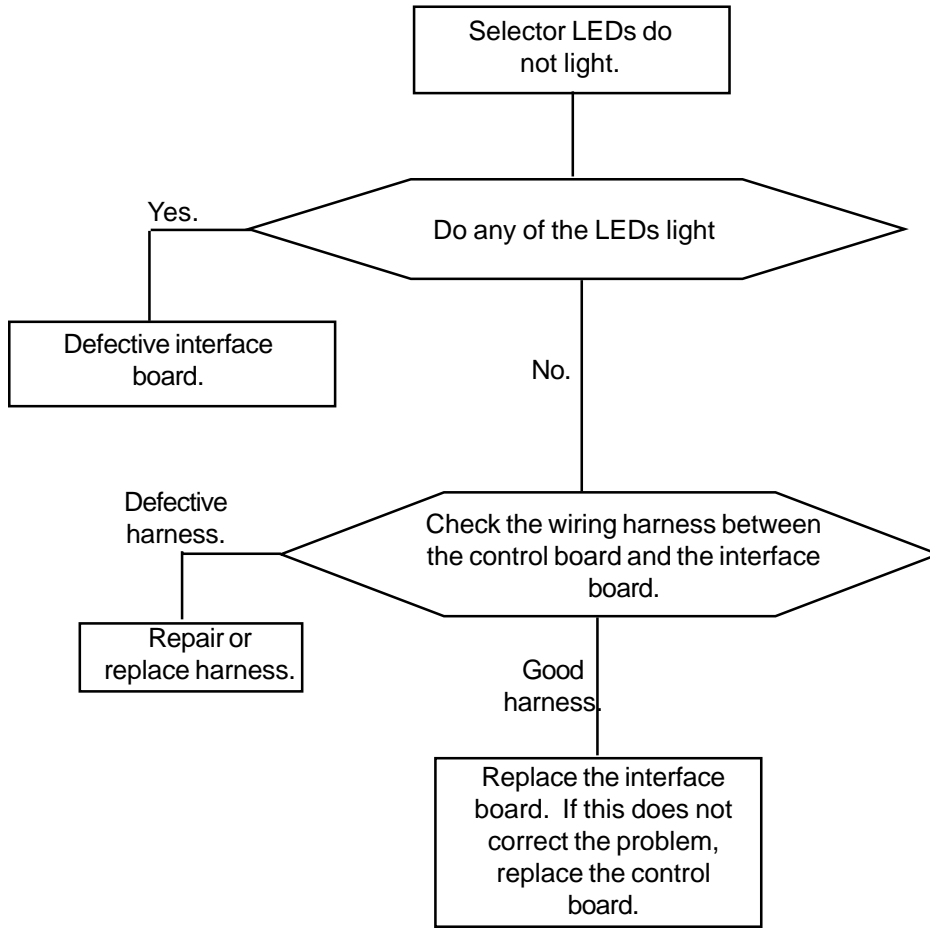 Selector LEDs do
not light.
Yes.
Do any of the LEDs light
Defective interface
board.
No.
Defective
harness.
Check the wiring harness between
the control board and the interface
board.
Repair or
replace harness.
Good
harness.
Replace the interface
board.  If this does not
correct the problem,
replace the control
board.